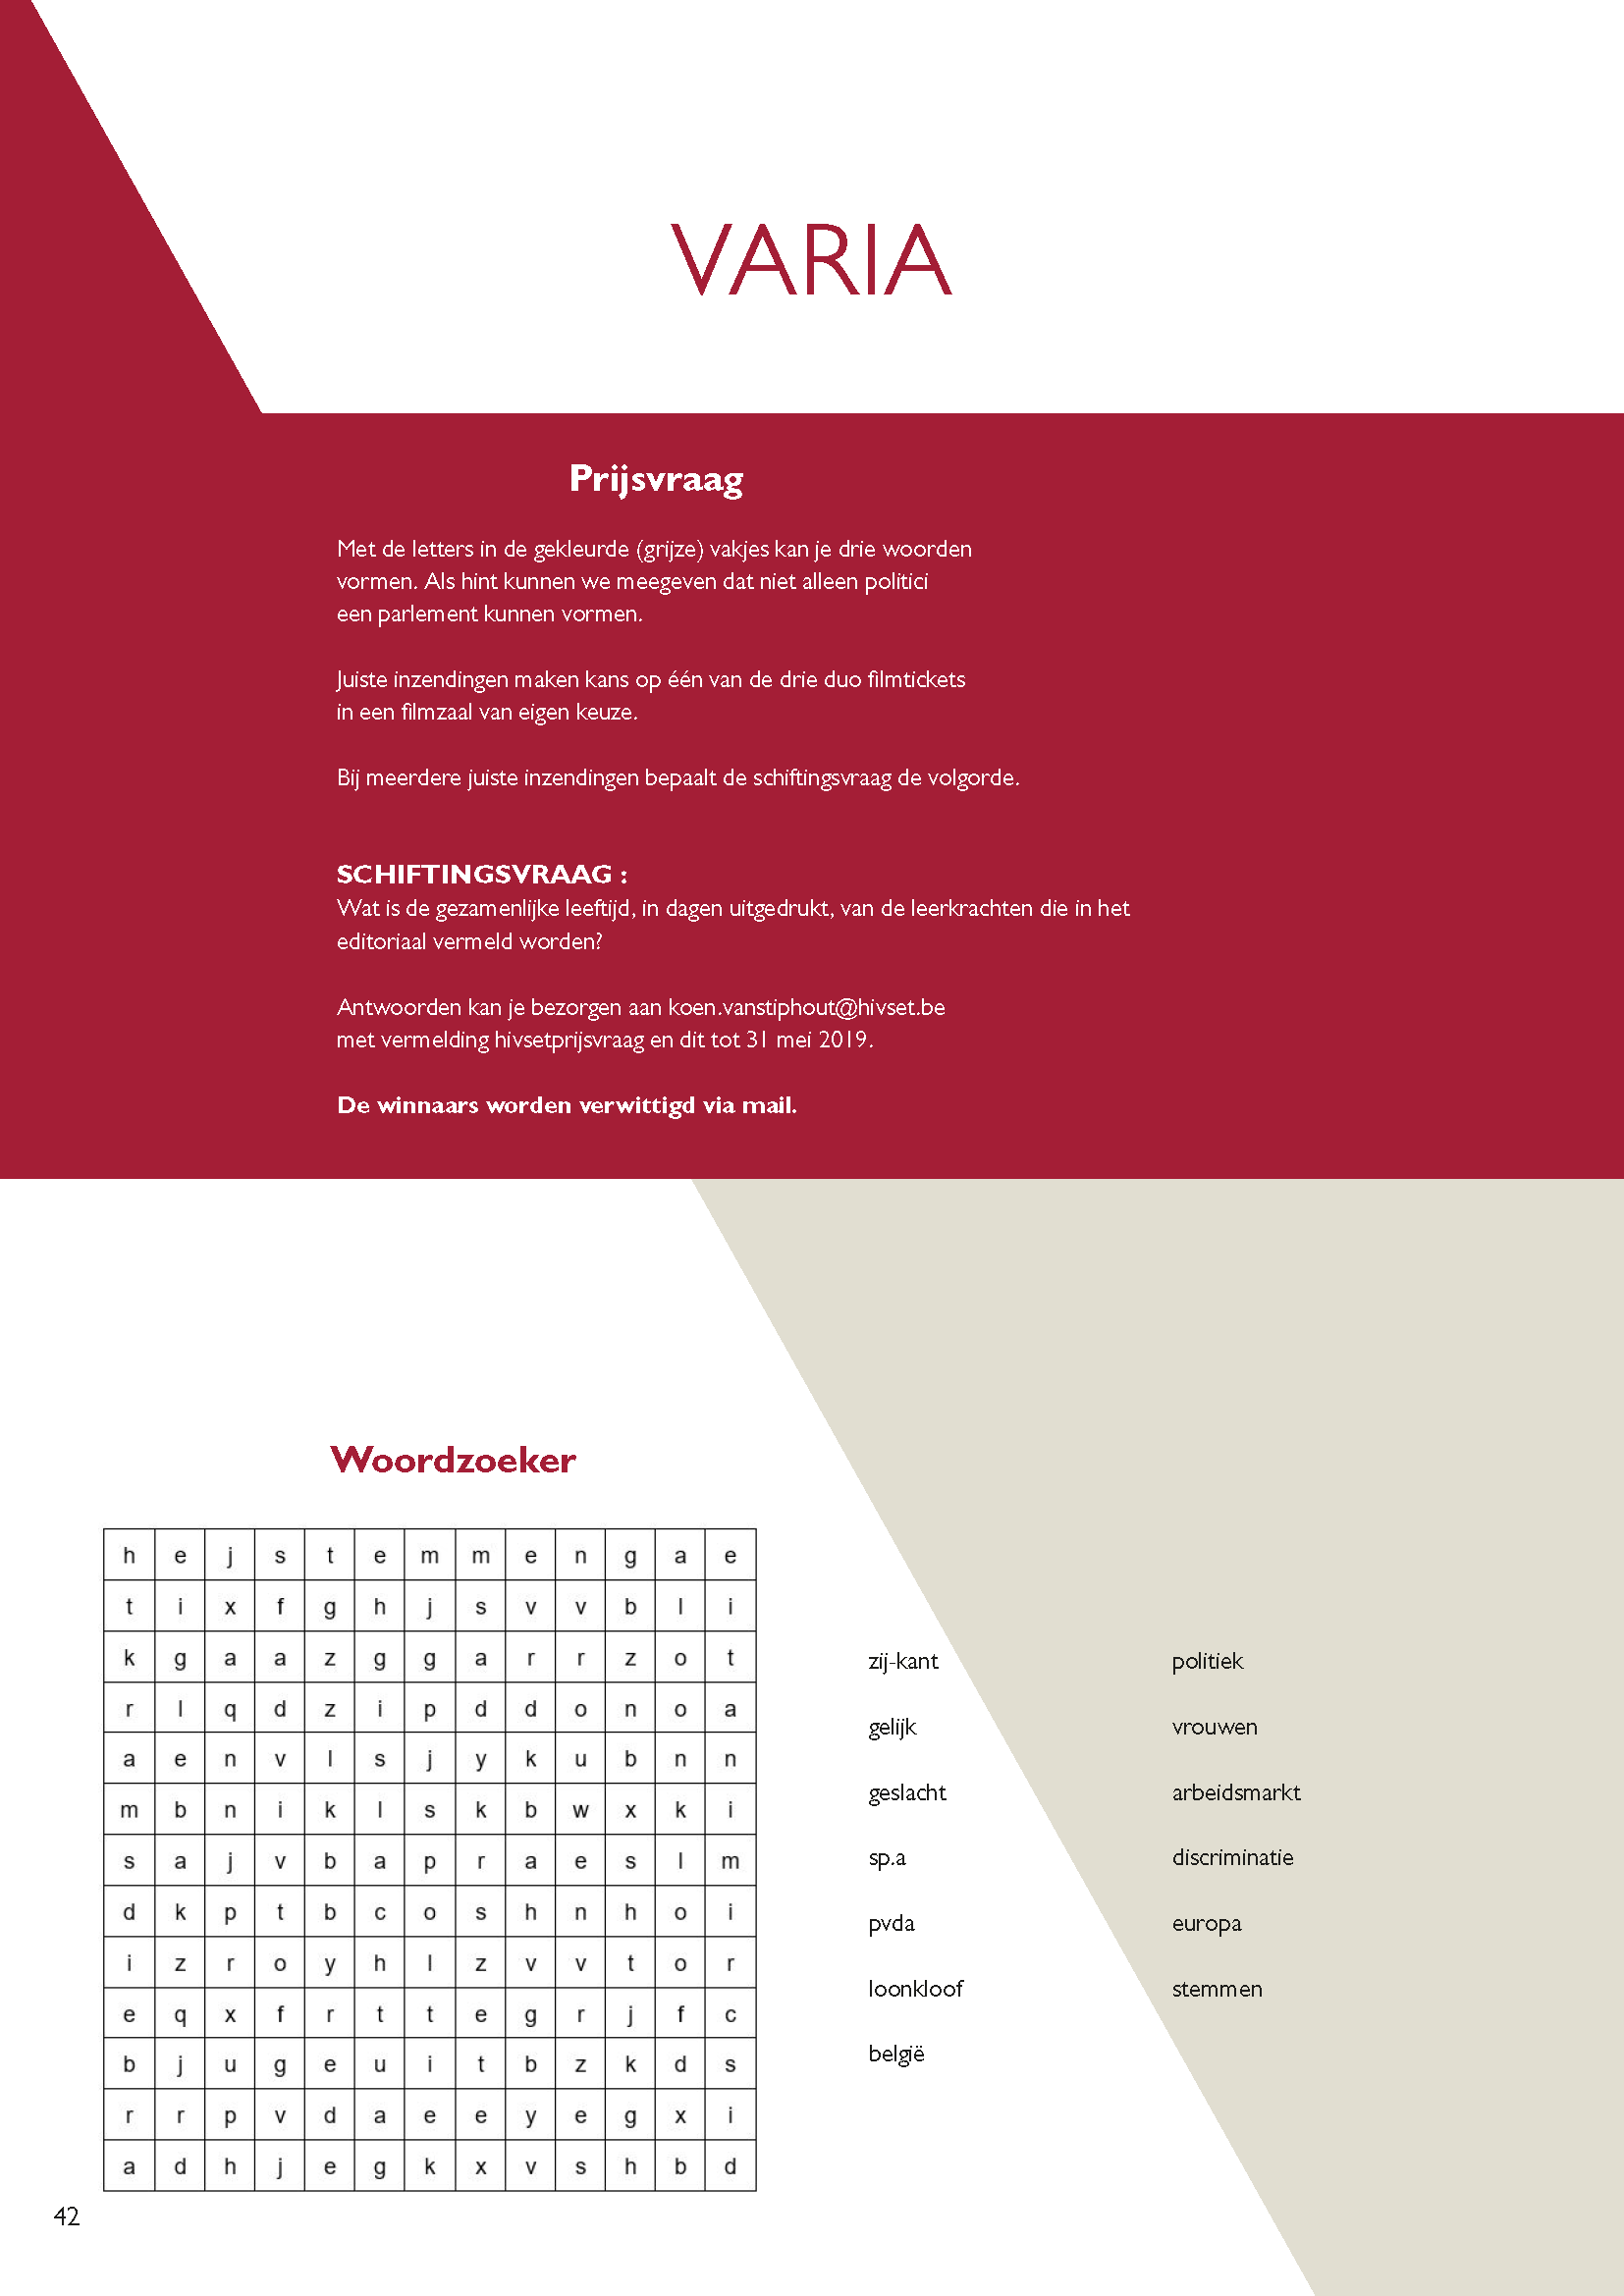 VARIA
Prijsvraag
Met de letters in de gekleurde (grijze) vakjes kan je drie woorden
vormen. Als hint kunnen we meegeven dat niet alleen politici
een parlement kunnen vormen.
Juiste inzendingen maken kans op één van de drie duo filmtickets
in een filmzaal van eigen keuze.
Bij meerdere juiste inzendingen bepaalt de schiftingsvraag de volgorde.
SCHIFTINGSVRAAG :
Wat is de gezamenlijke leeftijd, in dagen uitgedrukt, van de leerkrachten die in het
editoriaal vermeld worden?
Antwoorden kan je bezorgen aan koen.vanstiphout@hivset.be
met vermelding hivsetprijsvraag en dit tot 31 mei 2019.
De winnaars worden verwittigd via mail.
Woordzoeker
h e j s t e m m e n g a e
t i x f g h j s v v b l i
k g a a z g g a r r z o t
r l q d z i p d d o n o a
a e n v l s j y k u b n n
m b n i k l s k b w x k i
s a j v b a p r a e s l m
d k p t b c o s h n h o i
i z r o y h l z v v t o r
e q x f r t t e g r j f c
b j u g e u i t b z k d s
r r p v d a e e y e g x i
a d h j e g k x v s h b d
zij-kant
gelijk
geslacht
sp.a
pvda
loonkloof
belgië
politiek
vrouwen
arbeidsmarkt
discriminatie
europa
stemmen
42